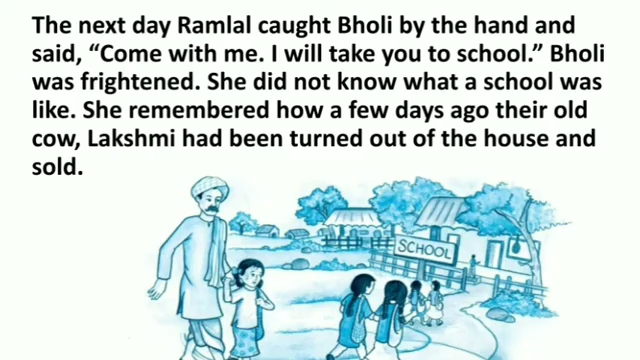 The next day Ramlal caught Bholi by the hand and
said, “Come with me. I will take you to school.” Bholi
was frightened. She did not know what a school was
like. She remembered how a few days ago their old
cow, Lakshmi had been turned out of the house and
sold.
SCHOOL